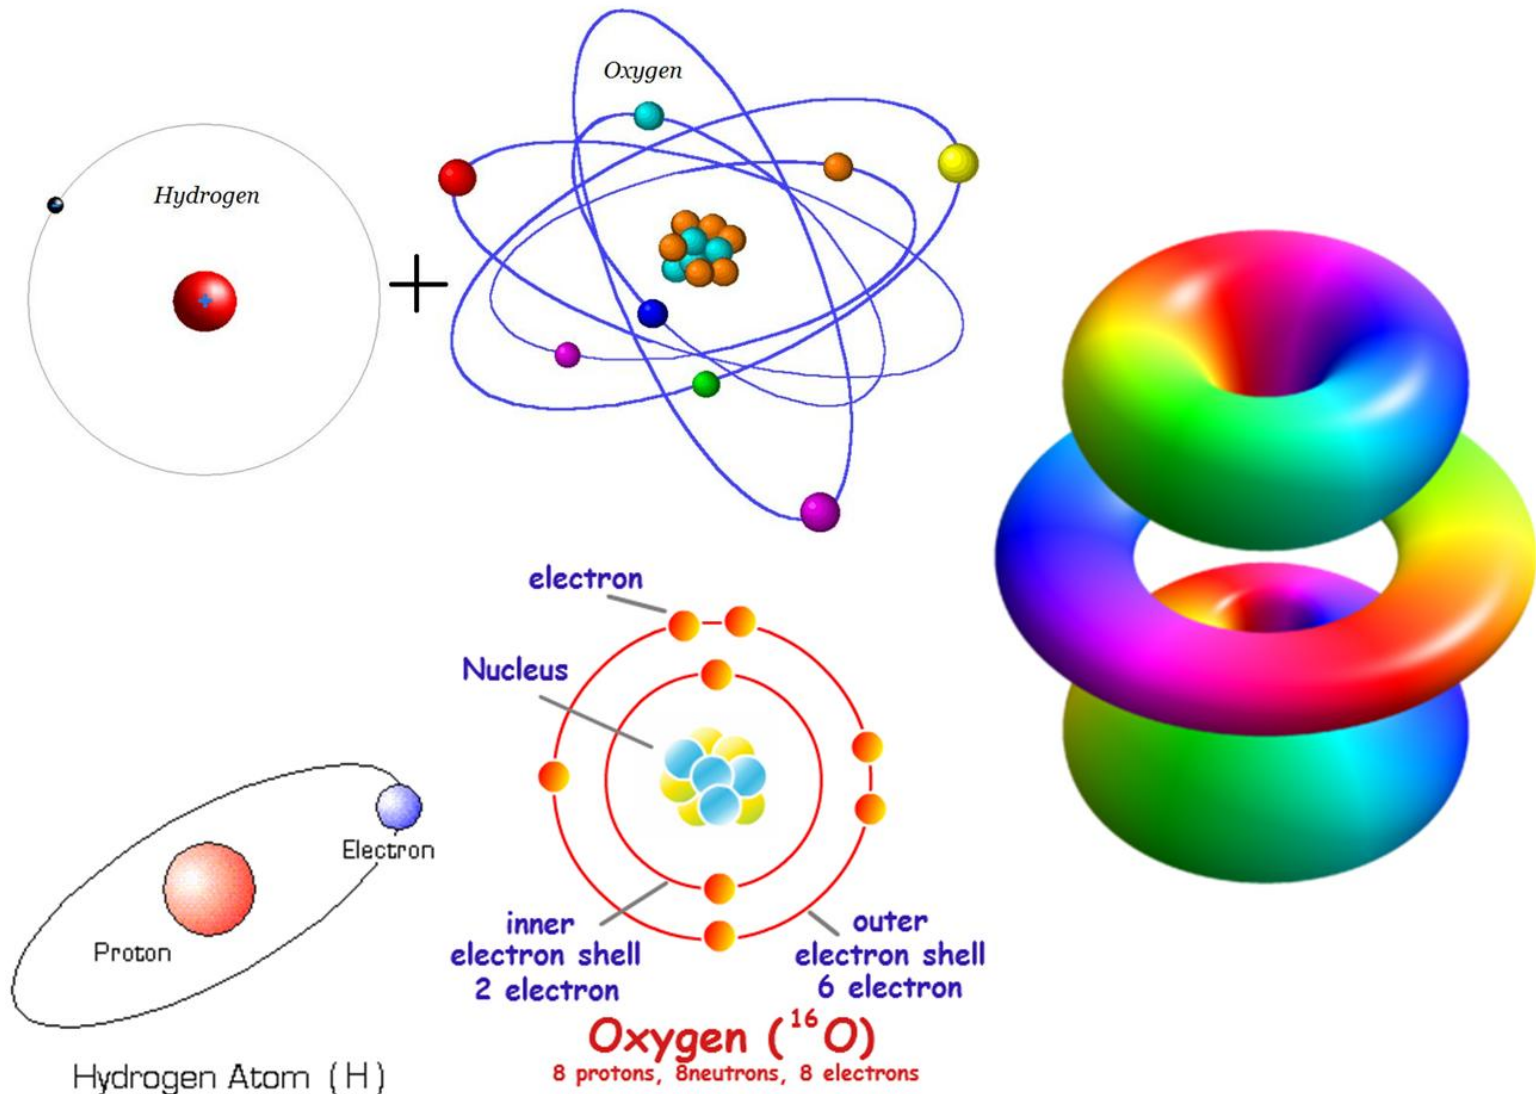 Oxygen
Hydrogen
+
electron
Nucleus
Electron
Proton
inner
electron shell
2 electron
outer
electron shell
6 electron
Oxygen (¹⁶O)
8 protons, 8neutrons, 8 electrons
Hydrogen Atom (H)